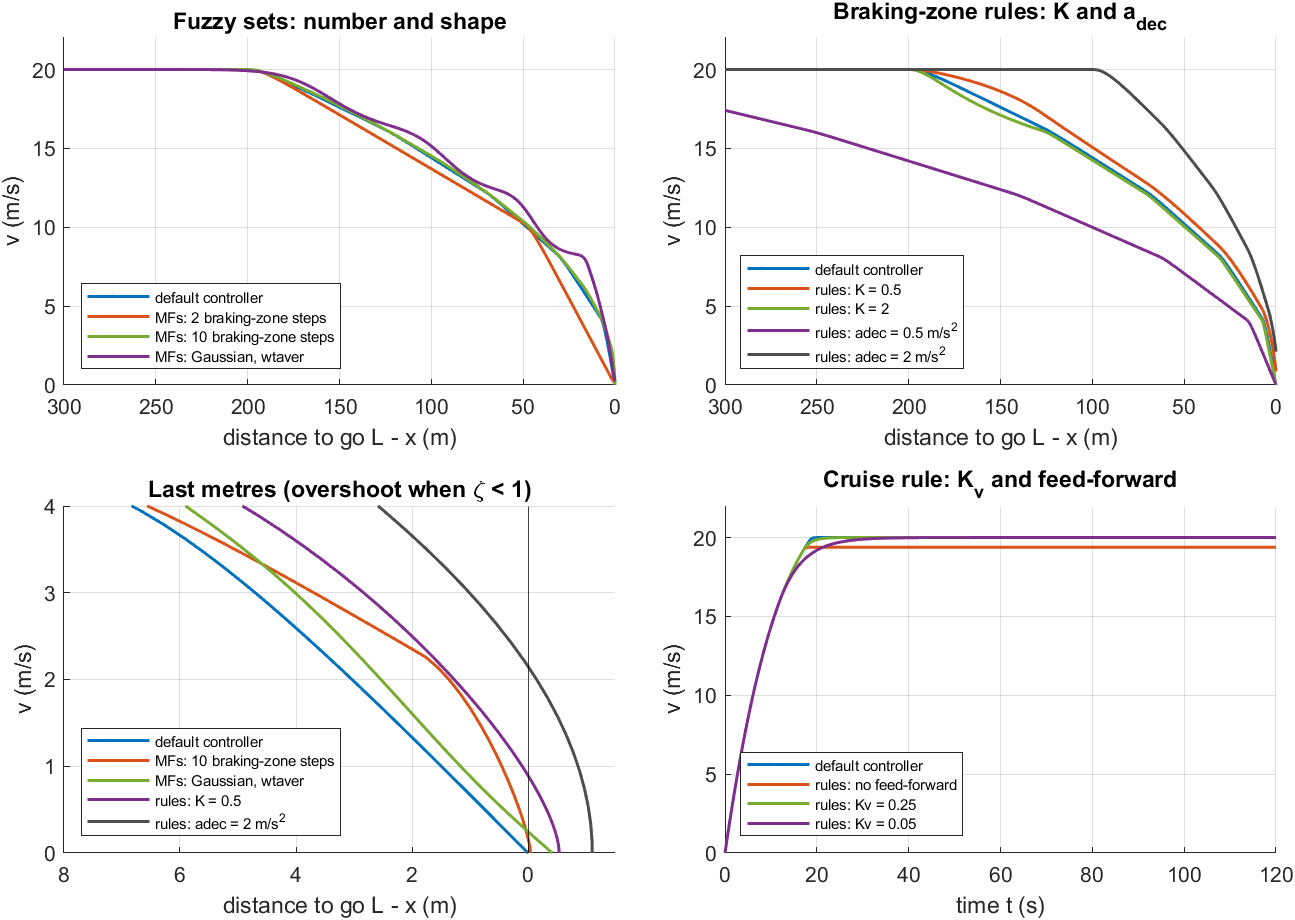 Fuzzy sets: number and shape
v (m/s)
20
15
10
5
0
default controller
MFs: 2 braking-zone steps
MFs: 10 braking-zone steps
MFs: Gaussian, wtaver
300 250 200 150 100 50 0
distance to go L - x (m)
Braking-zone rules: K and a_dec
v (m/s)
20
15
10
5
0
default controller
rules: K = 0.5
rules: K = 2
rules: adec = 0.5 m/s²
rules: adec = 2 m/s²
300 250 200 150 100 50 0
distance to go L - x (m)
Last metres (overshoot when ζ < 1)
v (m/s)
4
3
2
1
0
default controller
MFs: 10 braking-zone steps
MFs: Gaussian, wtaver
rules: K = 0.5
rules: adec = 2 m/s²
8 6 4 2 0
distance to go L - x (m)
Cruise rule: K_v and feed-forward
v (m/s)
20
15
10
5
0
default controller
rules: no feed-forward
rules: Kv = 0.25
rules: Kv = 0.05
0 20 40 60 80 100 120
time t (s)